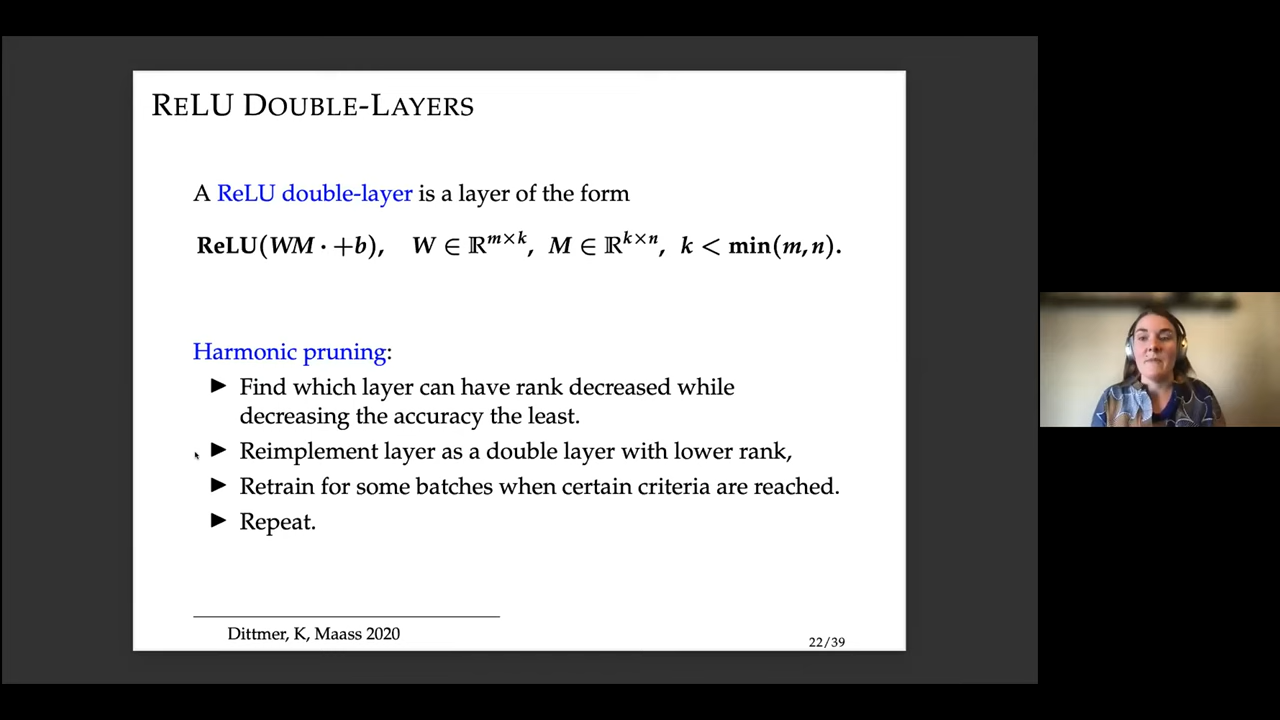 RELU DOUBLE-LAYERS
A ReLU double-layer is a layer of the form
ReLU(WM · +b), W ∈ ℝ^{m×k}, M ∈ ℝ^{k×n}, k < min(m, n).
Harmonic pruning:
▶ Find which layer can have rank decreased while
decreasing the accuracy the least.
▶ Reimplement layer as a double layer with lower rank,
▶ Retrain for some batches when certain criteria are reached.
▶ Repeat.
Dittmer, K, Maass 2020
22/39